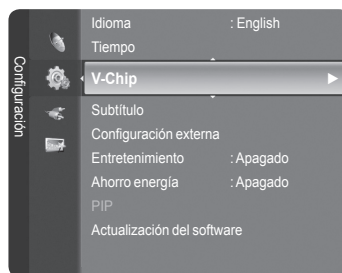 Configuración
Idioma : English
Tiempo
V-Chip
Subtítulo
Configuración externa
Entretenimiento : Apagado
Ahorro energía : Apagado
PIP
Actualización del software